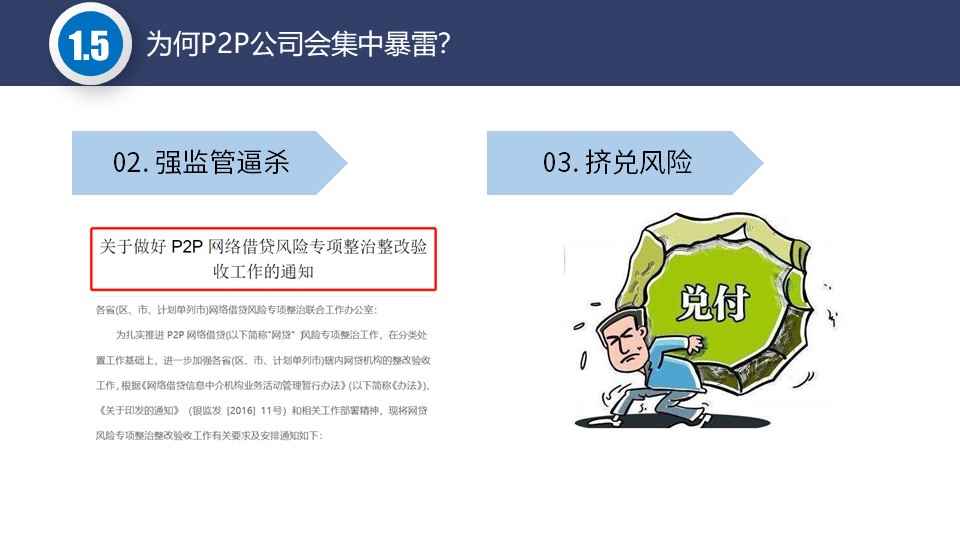 1.5
为何P2P公司会集中暴雷?
02. 强监管逼杀
03. 挤兑风险
关于做好 P2P 网络借贷风险专项整治整改验
收工作的通知
各省(区、市、计划单列市)网络借贷风险专项整治联合工作办公室：
为扎实推进 P2P 网络借贷(以下简称"网贷" )风险专项整治工作，在分类处
置工作基础上，进一步加强各省(区、市、计划单列市)辖内网贷机构的整改验收
工作，根据《网络借贷信息中介机构业务活动管理暂行办法》(以下简称《办法》)、
《关于印发的通知》（银监发 [2016] 11号）和相关工作部署精神，现将网贷
风险专项整治整改验收工作有关要求及安排通知如下：
兑付